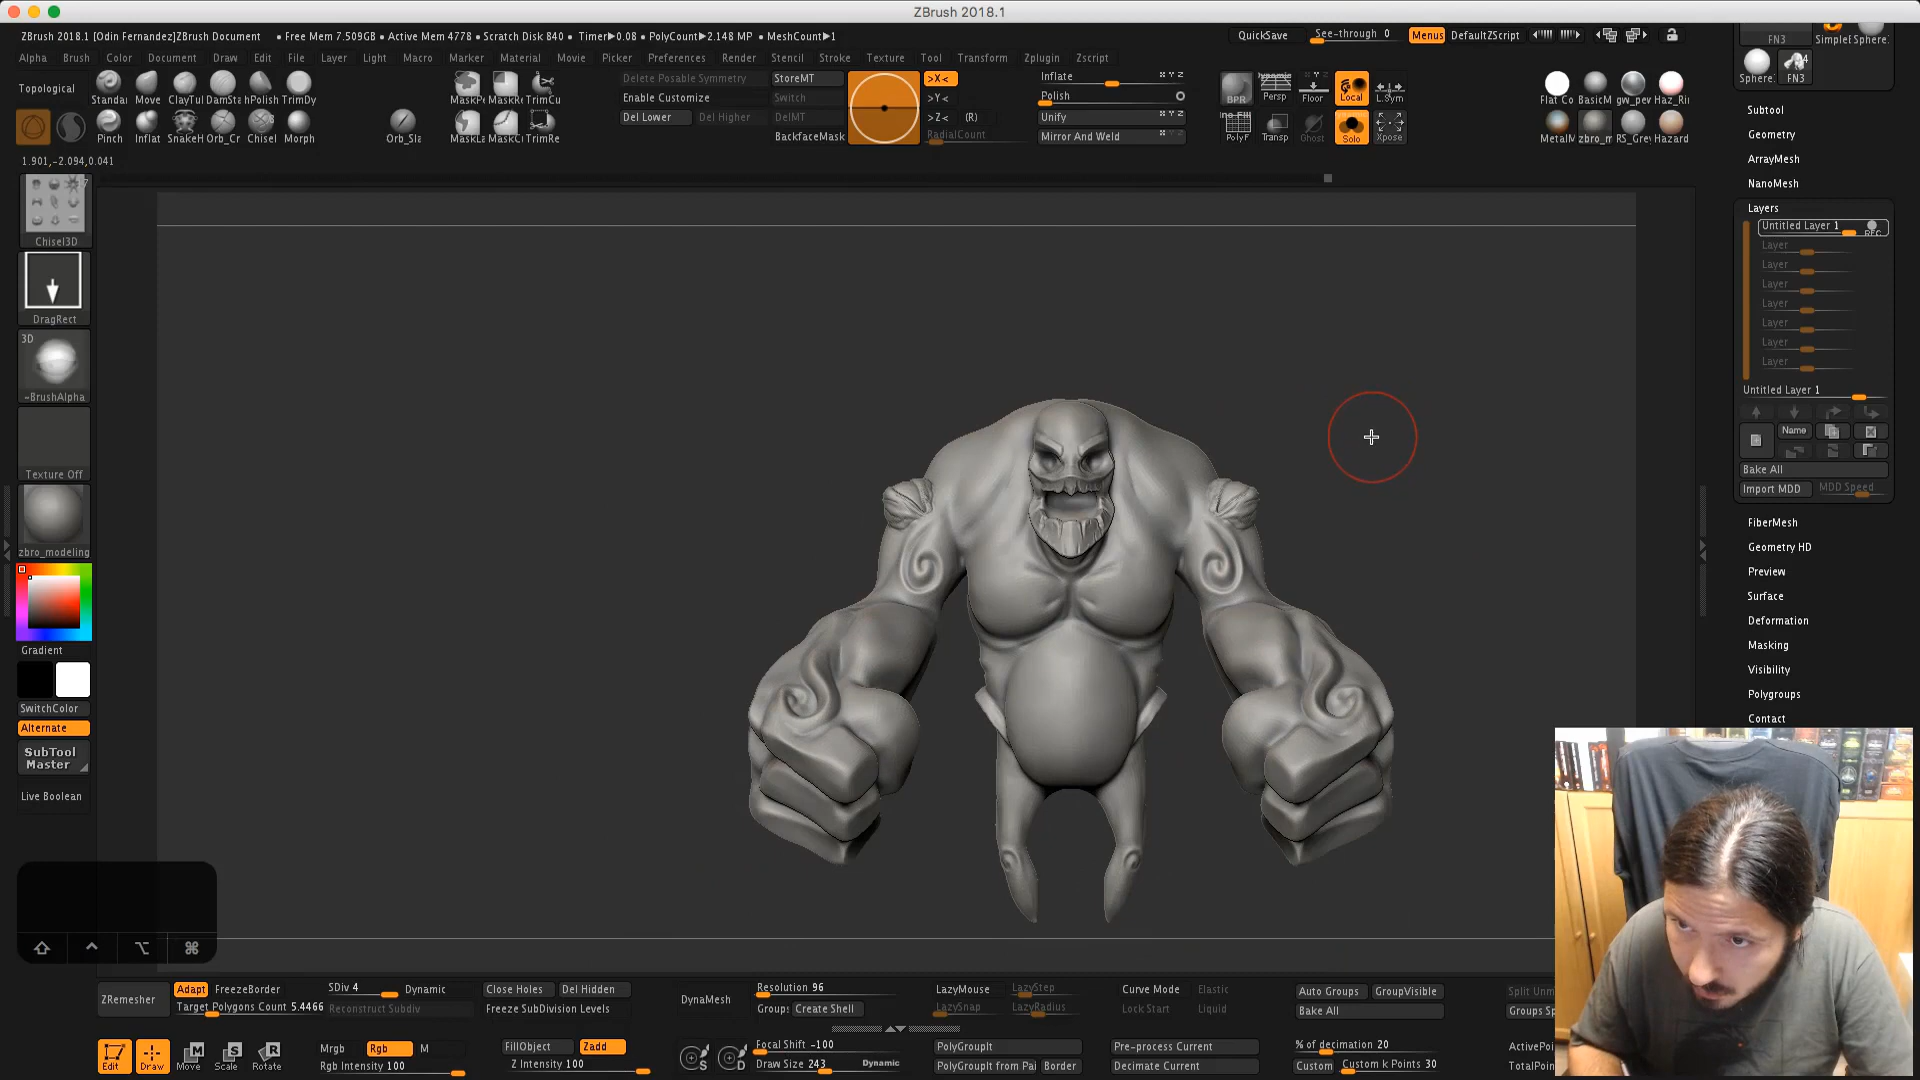 ZBrush 2018.1
ZBrush 2018.1 [Odin Fernandez]ZBrush Document • Free Mem 7.509GB • Active Mem 4778 • Scratch Disk 840 • Timer▶0.08 • PolyCount▶2.148 MP • MeshCount▶1
QuickSave See-through 0 Menus DefaultZScript
FN3 Simplel Sphere
Alpha Brush Color Document Draw Edit File Layer Light Macro Marker Material Movie Picker Preferences Render Stencil Stroke Texture Tool Transform Zplugin Zscript
Topological
Standar Move ClayTul DamSta hPolish TrimDy
MaskPe MaskRe TrimCu
Delete Posable Symmetry StoreMT
Enable Customize Switch
Del Lower Del Higher DelMT
BackfaceMask
>X<
>Y<
>Z< (R)
RadialCount
Inflate
Polish
Unify
Mirror And Weld
BPR Persp Floor Local L.Sym
PolyF Transp Ghost Solo Xpose
Flat Co BasicM gw_pev Haz_Rii
MetalM zbro_m RS_Grey Hazard
Sphere FN3
Pinch Inflat SnakeH Orb_Cr Chisel Morph
Orb_Sla
MaskLa MaskCi TrimRe
1.901,-2.094,0.041
Chisel3D
DragRect
3D
~BrushAlpha
Texture Off
zbro_modeling
Gradient
SwitchColor
Alternate
SubTool
Master
Live Boolean
Subtool
Geometry
ArrayMesh
NanoMesh
Layers
Untitled Layer 1 REC
Layer
Layer
Layer
Layer
Layer
Layer
Layer
Untitled Layer 1
Name
Bake All
Import MDD MDD Speed
FiberMesh
Geometry HD
Preview
Surface
Deformation
Masking
Visibility
Polygroups
Contact
ZRemesher Adapt FreezeBorder
Target Polygons Count 5.4466
SDiv 4 Dynamic
Reconstruct Subdiv
Close Holes Del Hidden
Freeze SubDivision Levels
DynaMesh
Resolution 96
Groups Create Shell
LazyMouse LazyStep
LazySnap LazyRadius
Curve Mode Elastic
Lock Start Liquid
Auto Groups GroupVisible
Bake All
Split Unm
Groups Sp
Edit Draw Move Scale Rotate
Mrgb Rgb M
Rgb Intensity 100
FillObject Zadd
Z Intensity 100
S D
Focal Shift -100
Draw Size 243 Dynamic
PolyGroupIt
PolyGroupIt from Pai Border
Pre-process Current
Decimate Current
% of decimation 20
Custom Custom k Points 30
ActivePoi
TotalPoin